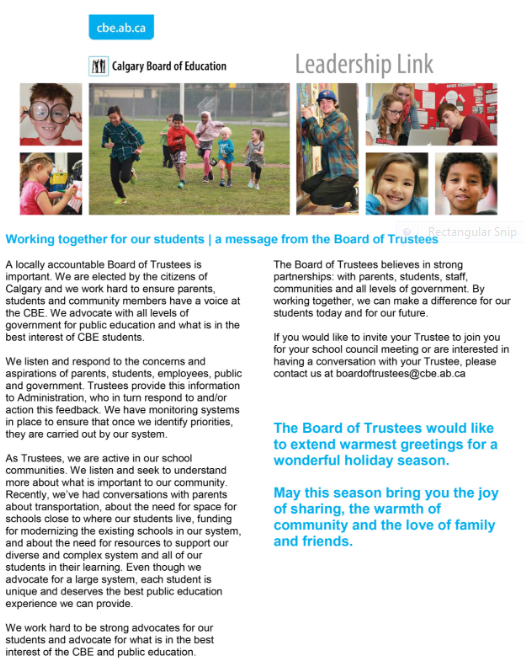 cbe.ab.ca
Calgary Board of Education
Leadership Link
Rectangular Snip
Working together for our students | a message from the Board of Trustees
A locally accountable Board of Trustees is
important. We are elected by the citizens of
Calgary and we work hard to ensure parents,
students and community members have a voice at
the CBE. We advocate with all levels of
government for public education and what is in the
best interest of CBE students.
We listen and respond to the concerns and
aspirations of parents, students, employees, public
and government. Trustees provide this information
to Administration, who in turn respond to and/or
action this feedback. We have monitoring systems
in place to ensure that once we identify priorities,
they are carried out by our system.
As Trustees, we are active in our school
communities. We listen and seek to understand
more about what is important to our community.
Recently, we've had conversations with parents
about transportation, about the need for space for
schools close to where our students live, funding
for modernizing the existing schools in our system,
and about the need for resources to support our
diverse and complex system and all of our
students in their learning. Even though we
advocate for a large system, each student is
unique and deserves the best public education
experience we can provide.
We work hard to be strong advocates for our
students and advocate for what is in the best
interest of the CBE and public education.
The Board of Trustees believes in strong
partnerships: with parents, students, staff,
communities and all levels of government. By
working together, we can make a difference for our
students today and for our future.
If you would like to invite your Trustee to join you
for your school council meeting or are interested in
having a conversation with your Trustee, please
contact us at boardoftrustees@cbe.ab.ca
The Board of Trustees would like
to extend warmest greetings for a
wonderful holiday season.
May this season bring you the joy
of sharing, the warmth of
community and the love of family
and friends.